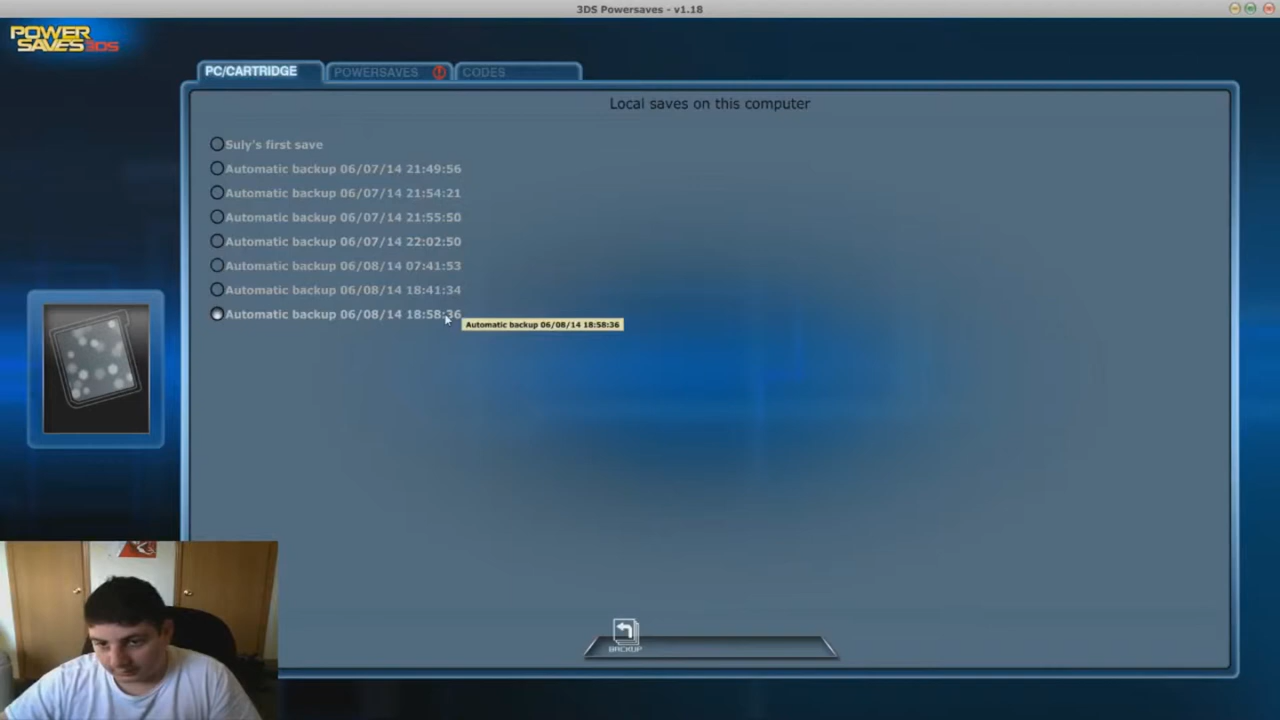 3DS Powersaves - v1.18
POWER
SAVES3DS
PC/CARTRIDGE
POWERSAVES
CODES
Local saves on this computer
Suly's first save
Automatic backup 06/07/14 21:49:56
Automatic backup 06/07/14 21:54:21
Automatic backup 06/07/14 21:55:50
Automatic backup 06/07/14 22:02:50
Automatic backup 06/08/14 07:41:53
Automatic backup 06/08/14 18:41:34
Automatic backup 06/08/14 18:58:36
Automatic backup 06/08/14 18:58:36
BACKUP